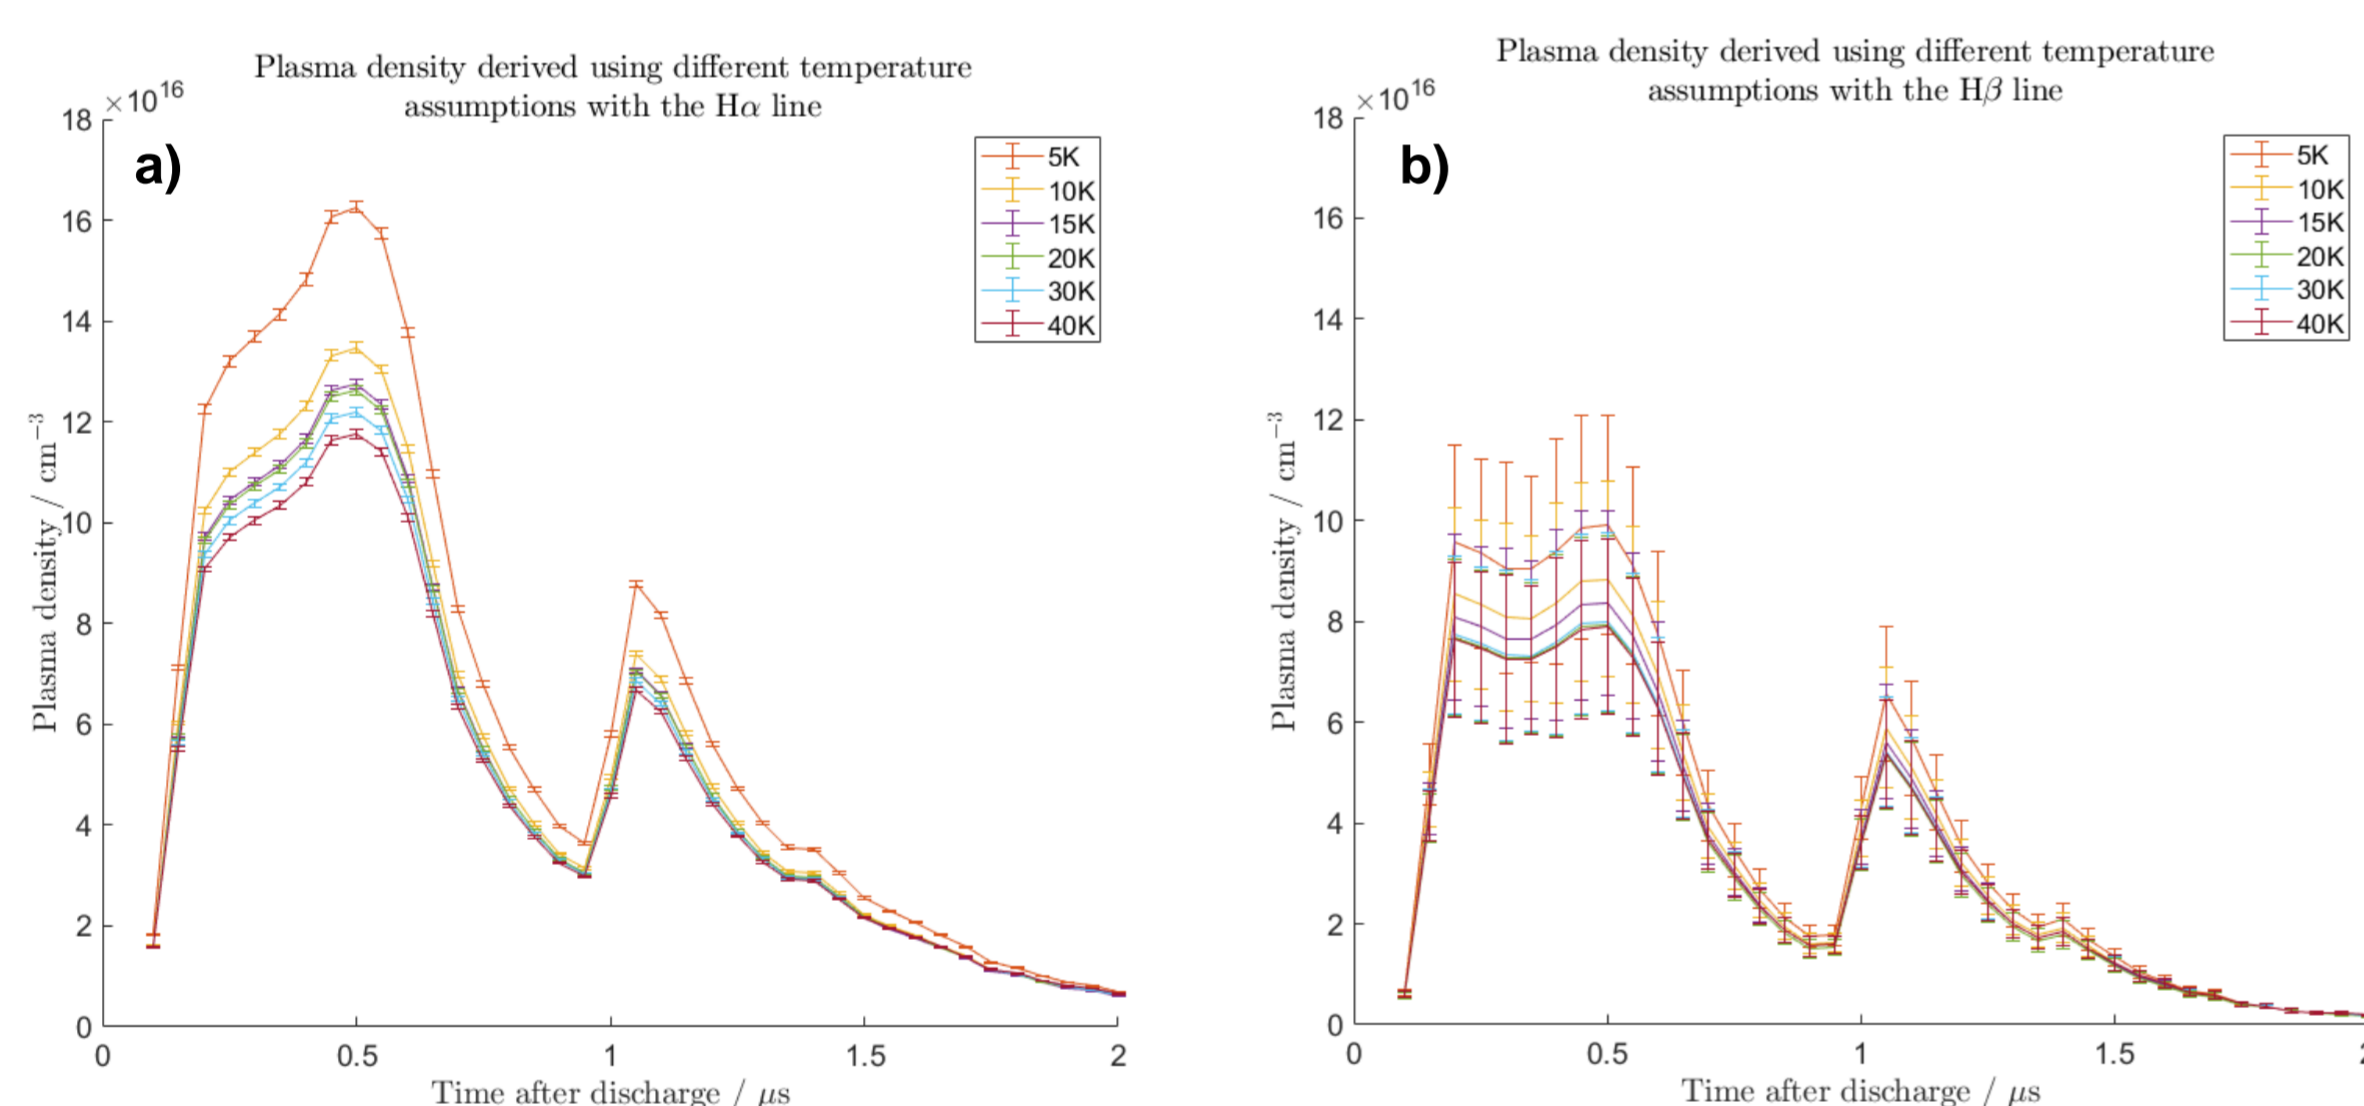 Plasma density derived using different temperature
assumptions with the Hα line
×10^16
a)
5K
10K
15K
20K
30K
40K
18
16
14
12
10
8
6
4
2
0
Plasma density / cm^−3
0 0.5 1 1.5 2
Time after discharge / μs
Plasma density derived using different temperature
assumptions with the Hβ line
×10^16
b)
5K
10K
15K
20K
30K
40K
18
16
14
12
10
8
6
4
2
0
Plasma density / cm^−3
0 0.5 1 1.5
Time after discharge / μs